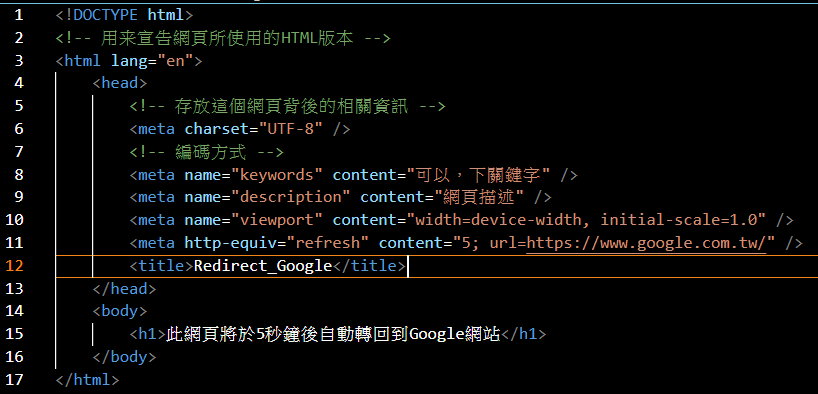 1 <!DOCTYPE html>
2 <!-- 用来宣告網頁所使用的HTML版本 -->
3 <html lang="en">
4 <head>
5 <!-- 存放這個網頁背後的相關資訊 -->
6 <meta charset="UTF-8" />
7 <!-- 編碼方式 -->
8 <meta name="keywords" content="可以，下關鍵字" />
9 <meta name="description" content="網頁描述" />
10 <meta name="viewport" content="width=device-width, initial-scale=1.0" />
11 <meta http-equiv="refresh" content="5; url=https://www.google.com.tw/" />
12 <title>Redirect_Google</title>
13 </head>
14 <body>
15 <h1>此網頁將於5秒鐘後自動轉回到Google網站</h1>
16 </body>
17 </html>